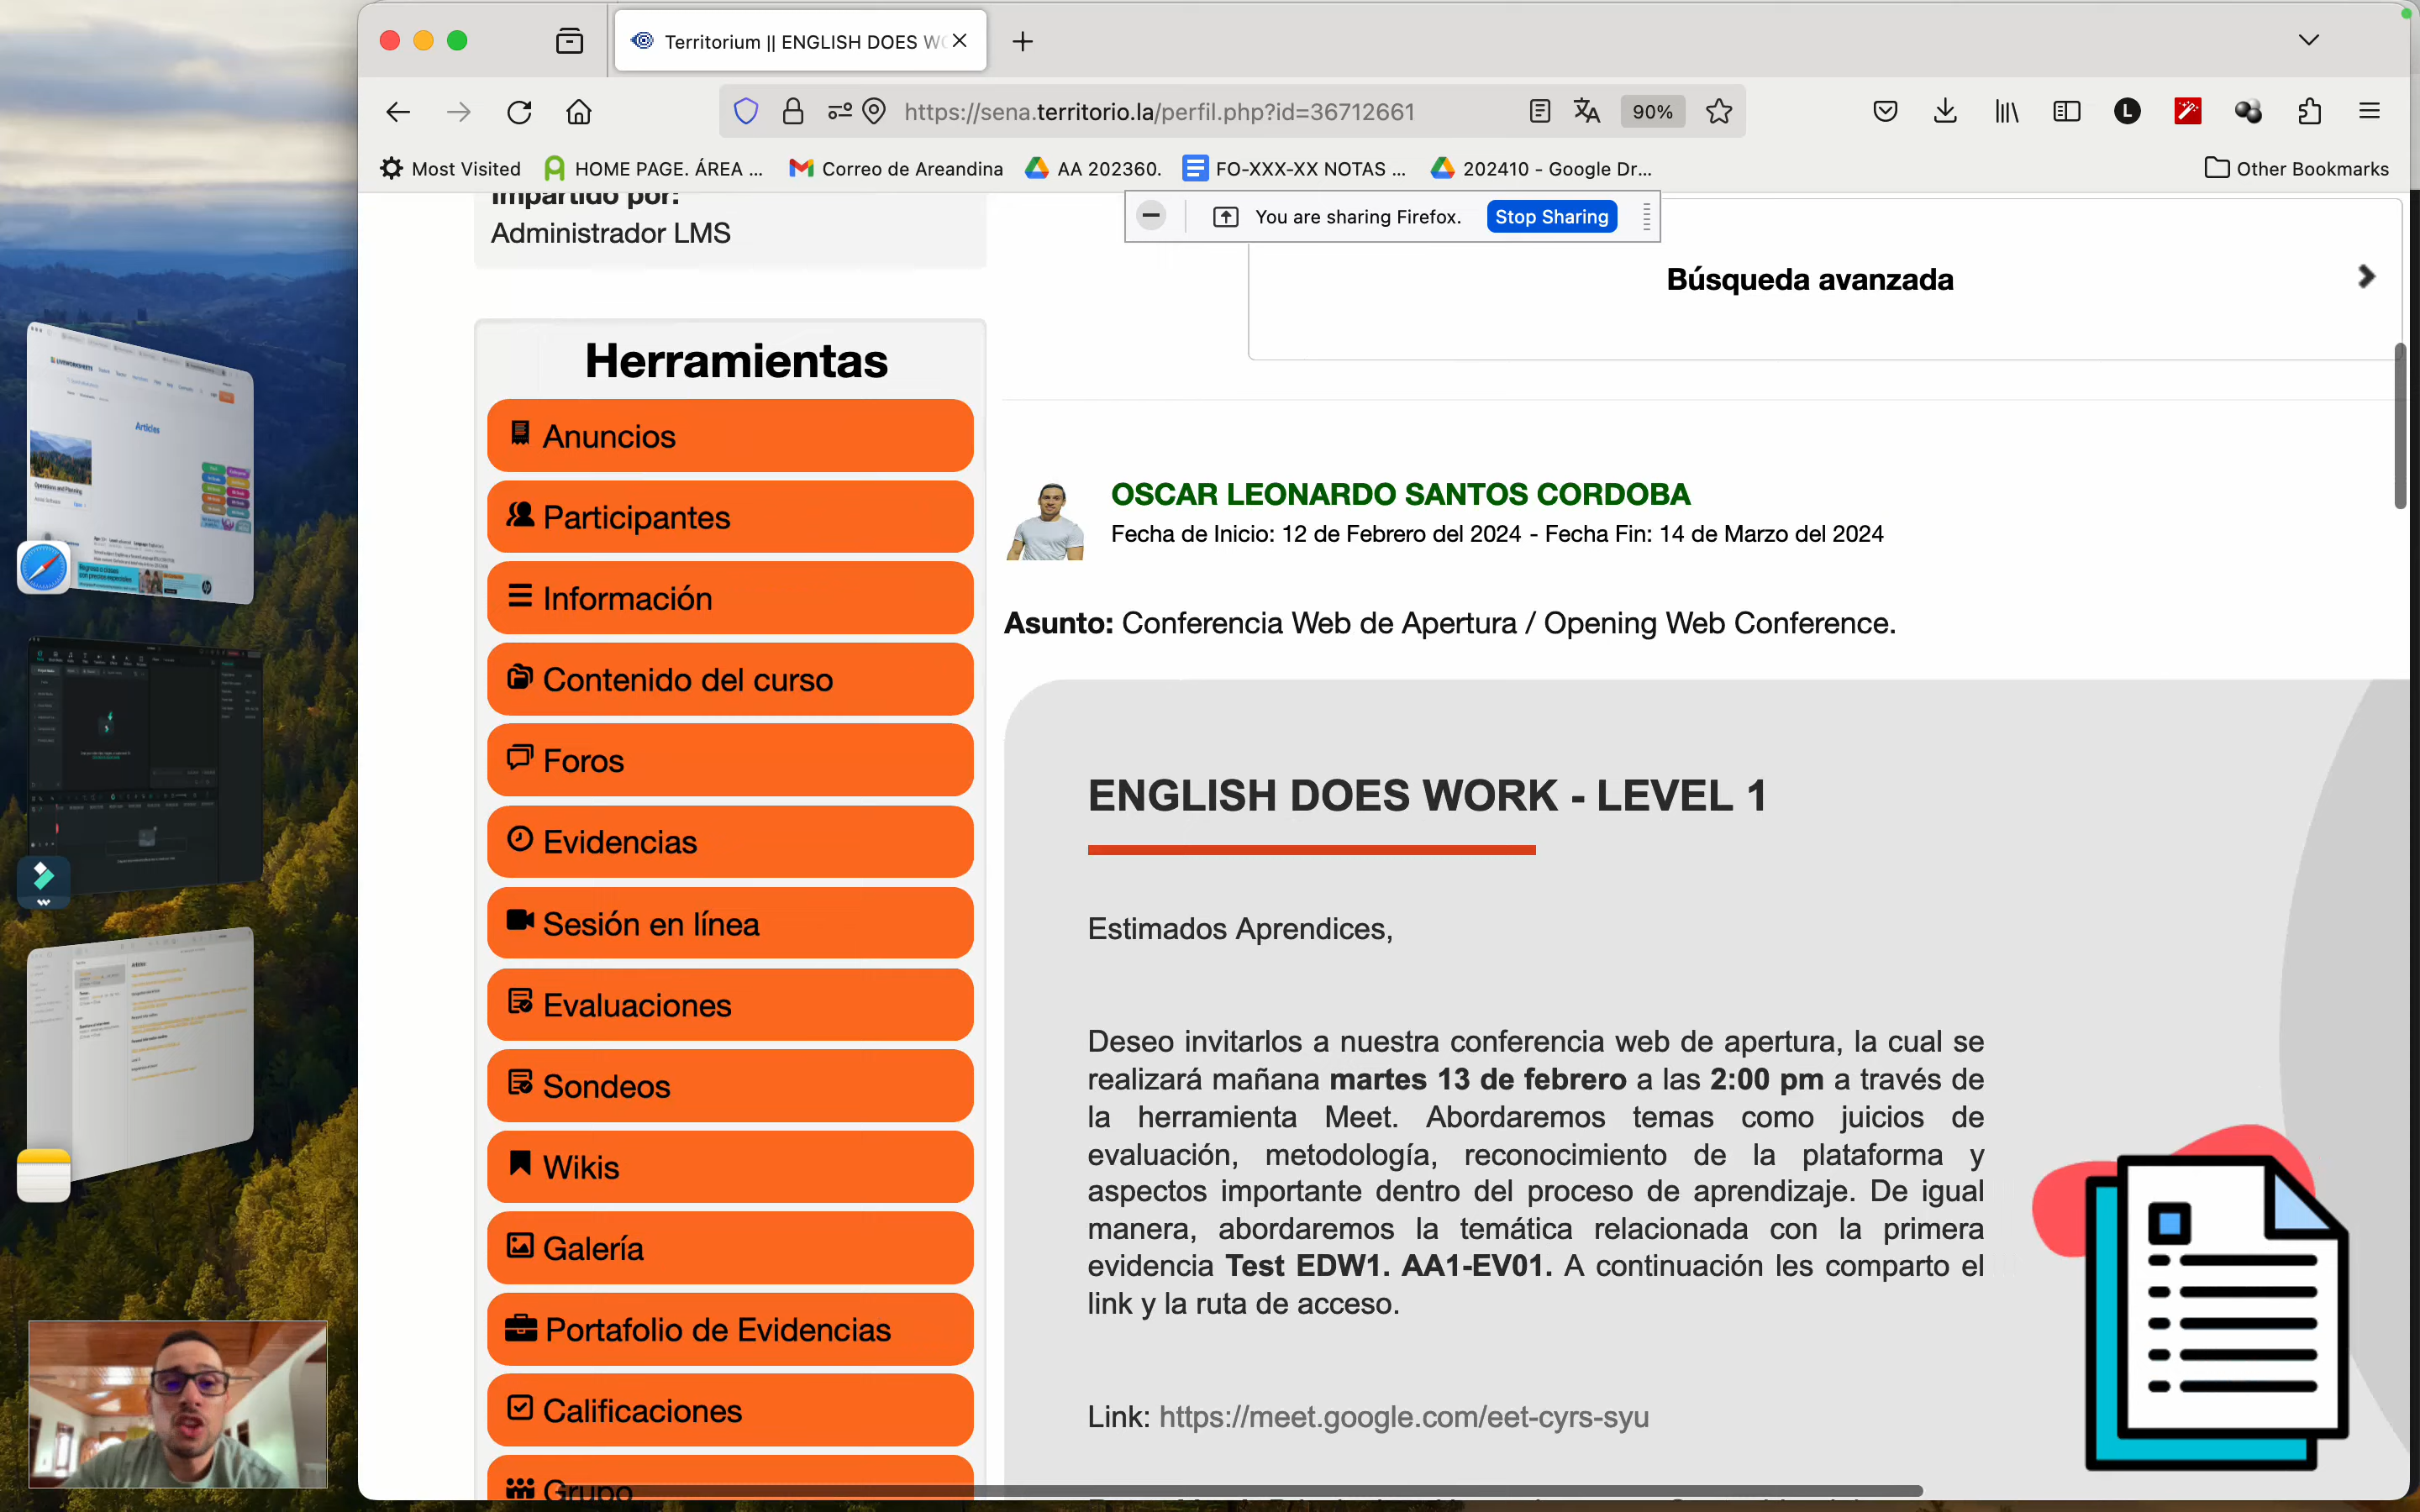 Territorium || ENGLISH DOES WO
https://sena.territorio.la/perfil.php?id=36712661
90%
L
Most Visited
HOME PAGE. ÁREA ...
Correo de Areandina
AA 202360.
FO-XXX-XX NOTAS ...
202410 - Google Dr...
Other Bookmarks
You are sharing Firefox.
Stop Sharing
Impartido por:
Administrador LMS
Búsqueda avanzada
Herramientas
Anuncios
Participantes
Información
Contenido del curso
Foros
Evidencias
Sesión en línea
Evaluaciones
Sondeos
Wikis
Galería
Portafolio de Evidencias
Calificaciones
Grupo
OSCAR LEONARDO SANTOS CORDOBA
Fecha de Inicio: 12 de Febrero del 2024 - Fecha Fin: 14 de Marzo del 2024
Asunto: Conferencia Web de Apertura / Opening Web Conference.
ENGLISH DOES WORK - LEVEL 1
Estimados Aprendices,
Deseo invitarlos a nuestra conferencia web de apertura, la cual se
realizará mañana martes 13 de febrero a las 2:00 pm a través de
la herramienta Meet. Abordaremos temas como juicios de
evaluación, metodología, reconocimiento de la plataforma y
aspectos importante dentro del proceso de aprendizaje. De igual
manera, abordaremos la temática relacionada con la primera
evidencia Test EDW1. AA1-EV01. A continuación les comparto el
link y la ruta de acceso.
Link: https://meet.google.com/eet-cyrs-syu
Articles